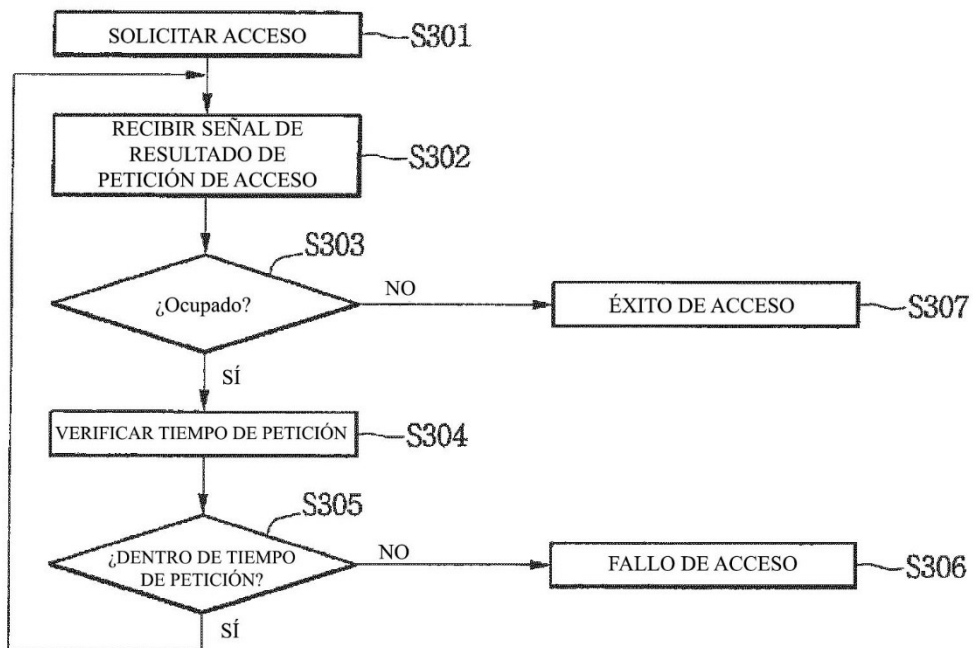 SOLICITAR ACCESO
S301
RECIBIR SEÑAL DE
RESULTADO DE
PETICIÓN DE ACCESO
S302
S303
¿Ocupado?
NO
ÉXITO DE ACCESO
S307
SÍ
VERIFICAR TIEMPO DE PETICIÓN
S304
S305
¿DENTRO DE TIEMPO
DE PETICIÓN?
NO
FALLO DE ACCESO
S306
SÍ